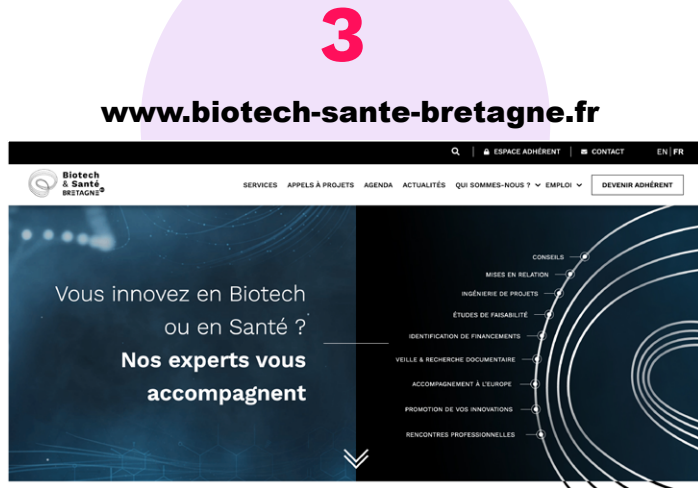 3
www.biotech-sante-bretagne.fr
ESPACE ADHÉRENT CONTACT EN FR
Biotech
& Santé
BRETAGNE
SERVICES APPELS À PROJETS AGENDA ACTUALITÉS QUI SOMMES-NOUS ? EMPLOI DEVENIR ADHÉRENT
Vous innovez en Biotech
ou en Santé ?
Nos experts vous
accompagnent
CONSEILS
MISES EN RELATION
INGÉNIERIE DE PROJETS
ÉTUDES DE FAISABILITÉ
IDENTIFICATION DE FINANCEMENTS
VEILLE & RECHERCHE DOCUMENTAIRE
ACCOMPAGNEMENT À L'EUROPE
PROMOTION DE VOS INNOVATIONS
RENCONTRES PROFESSIONNELLES